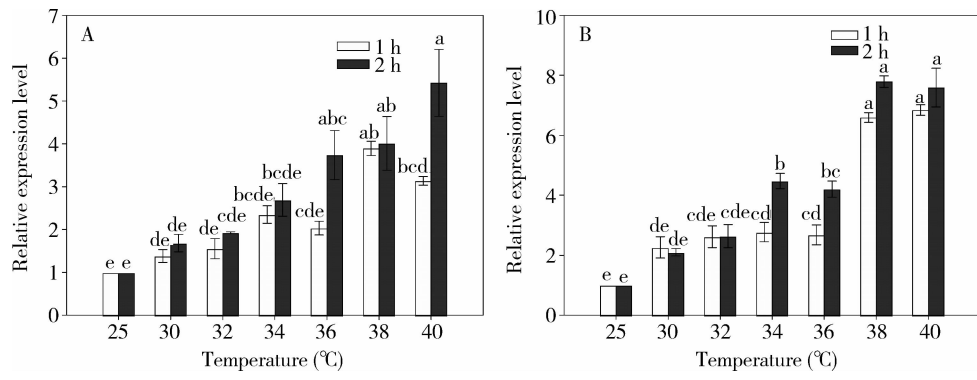 A
1 h
2 h
Relative expression level
7
6
5
4
3
2
1
0
e e
de de
de cde
bcde bcde
cde abc
ab ab
bcd a
25 30 32 34 36 38 40
Temperature (℃)
B
1 h
2 h
Relative expression level
10
8
6
4
2
0
e e
de de
cde cde
cd b
cd bc
a a
a a
25 30 32 34 36 38 40
Temperature (℃)